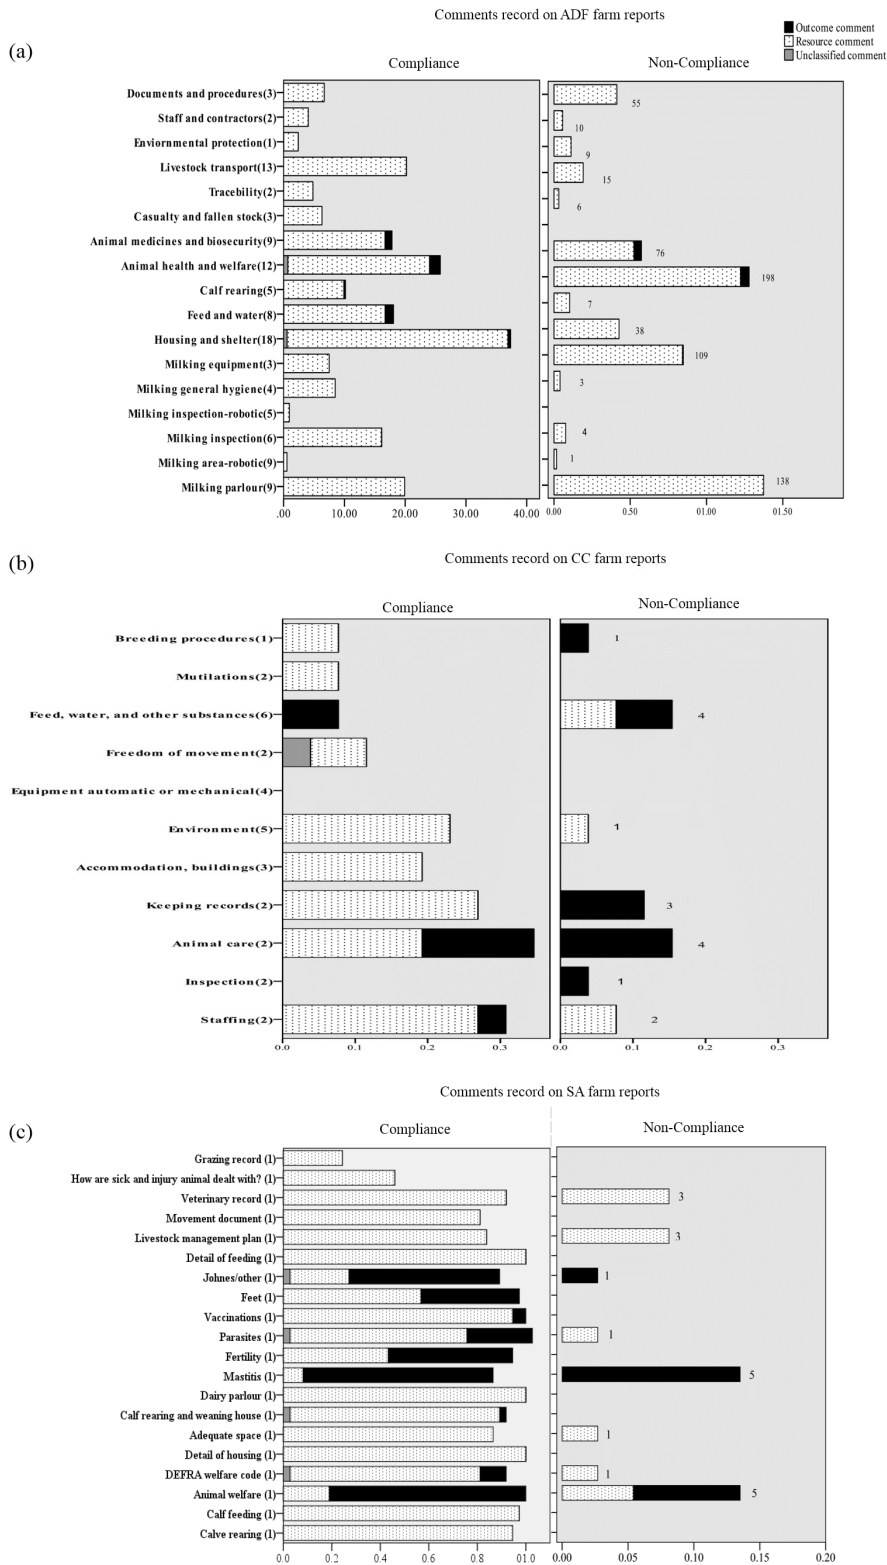 Comments record on ADF farm reports
Outcome comment
Resource comment
Unclassified comment
(a)
Compliance
Non-Compliance
Documents and procedures(3)
55
Staff and contractors(2)
10
Enviornmental protection(1)
9
Livestock transport(13)
15
Tracebility(2)
6
Casualty and fallen stock(3)
Animal medicines and biosecurity(9)
76
Animal health and welfare(12)
198
Calf rearing(5)
7
Feed and water(8)
38
Housing and shelter(18)
109
Milking equipment(3)
3
Milking general hygiene(4)
Milking inspection-robotic(5)
Milking inspection(6)
4
Milking area-robotic(9)
1
Milking parlour(9)
138
.00 10.00 20.00 30.00 40.00
0.00 0.50 01.00 01.50
(b)
Comments record on CC farm reports
Compliance
Non-Compliance
Breeding procedures(1)
1
Mutilations(2)
Feed, water, and other substances(6)
4
Freedom of movement(2)
Equipment automatic or mechanical(4)
Environment(5)
1
Accommodation, buildings(3)
Keeping records(2)
3
Animal care(2)
4
Inspection(2)
1
Staffing(2)
2
0.0 0.1 0.2 0.3
0.0 0.1 0.2 0.3
Comments record on SA farm reports
(c)
Compliance
Non-Compliance
Grazing record (1)
How are sick and injury animal dealt with? (1)
Veterinary record (1)
3
Movement document (1)
Livestock management plan (1)
3
Detail of feeding (1)
Johnes/other (1)
1
Feet (1)
Vaccinations (1)
Parasites (1)
1
Fertility (1)
Mastitis (1)
5
Dairy parlour (1)
Calf rearing and weaning house (1)
Adequate space (1)
1
Detail of housing (1)
DEFRA welfare code (1)
1
Animal welfare (1)
5
Calf feeding (1)
Calve rearing (1)
0.0 0.2 0.4 0.6 0.8 01.0
0.00 0.05 0.10 0.15 0.20